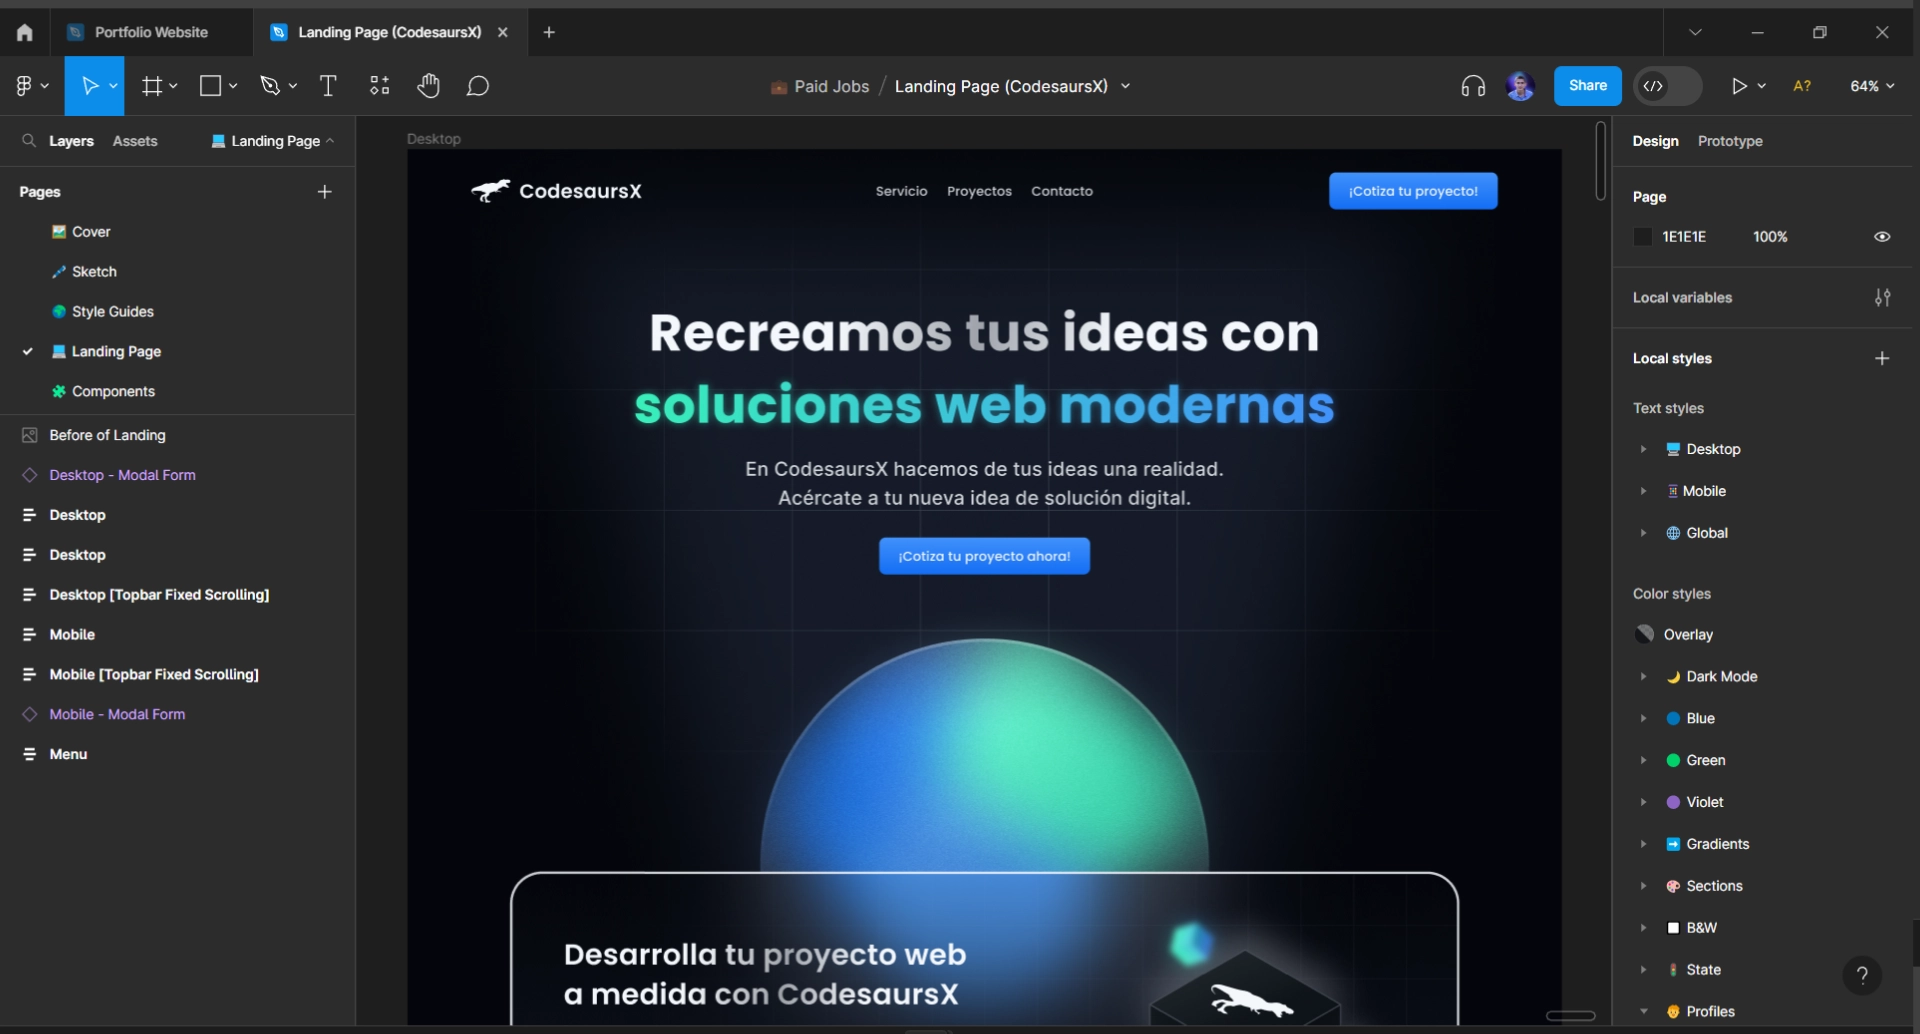 Portfolio Website
Landing Page (CodesaursX)
Paid Jobs / Landing Page (CodesaursX)
Share
A?
64%
Layers
Assets
Landing Page
Pages
Cover
Sketch
Style Guides
Landing Page
Components
Before of Landing
Desktop - Modal Form
Desktop
Desktop
Desktop [Topbar Fixed Scrolling]
Mobile
Mobile [Topbar Fixed Scrolling]
Mobile - Modal Form
Menu
Desktop
CodesaursX
Servicio
Proyectos
Contacto
¡Cotiza tu proyecto!
Recreamos tus ideas con
soluciones web modernas
En CodesaursX hacemos de tus ideas una realidad.
Acércate a tu nueva idea de solución digital.
¡Cotiza tu proyecto ahora!
Desarrolla tu proyecto web
a medida con CodesaursX
Design
Prototype
Page
1E1E1E
100%
Local variables
Local styles
Text styles
Desktop
Mobile
Global
Color styles
Overlay
Dark Mode
Blue
Green
Violet
Gradients
Sections
B&W
State
Profiles
?